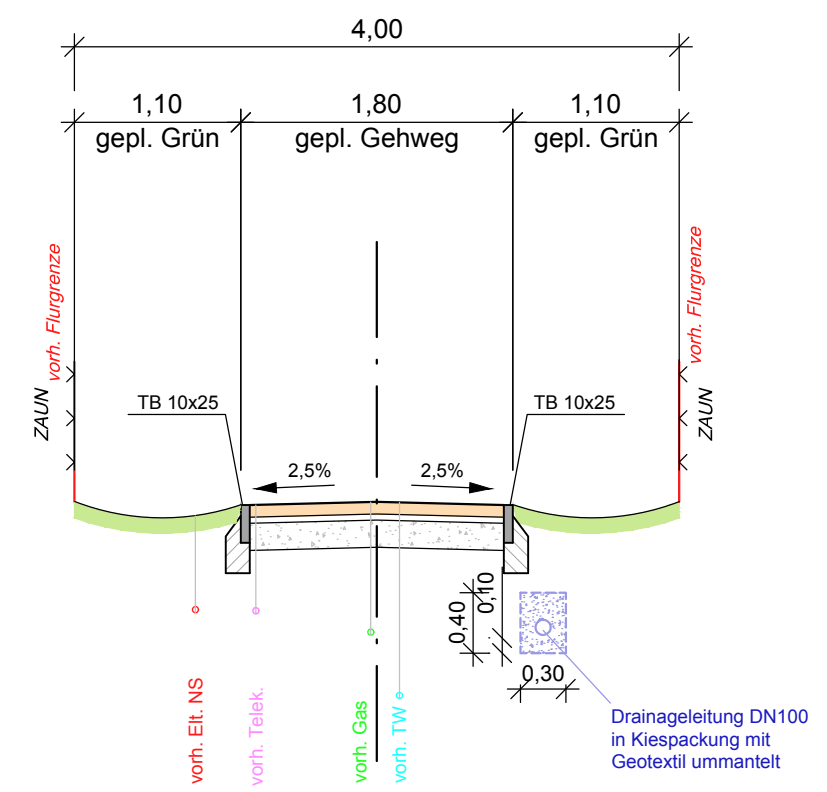 4,00
1,10
1,80
1,10
gepl. Grün
gepl. Gehweg
gepl. Grün
vorh. Flurgrenze
vorh. Flurgrenze
ZAUN
ZAUN
TB 10x25
TB 10x25
2,5%
2,5%
0,40
0,10
0,30
vorh. Elt. NS
vorh. Telek.
vorh. Gas
vorh. TW
Drainageleitung DN100
in Kiespackung mit
Geotextil ummantelt